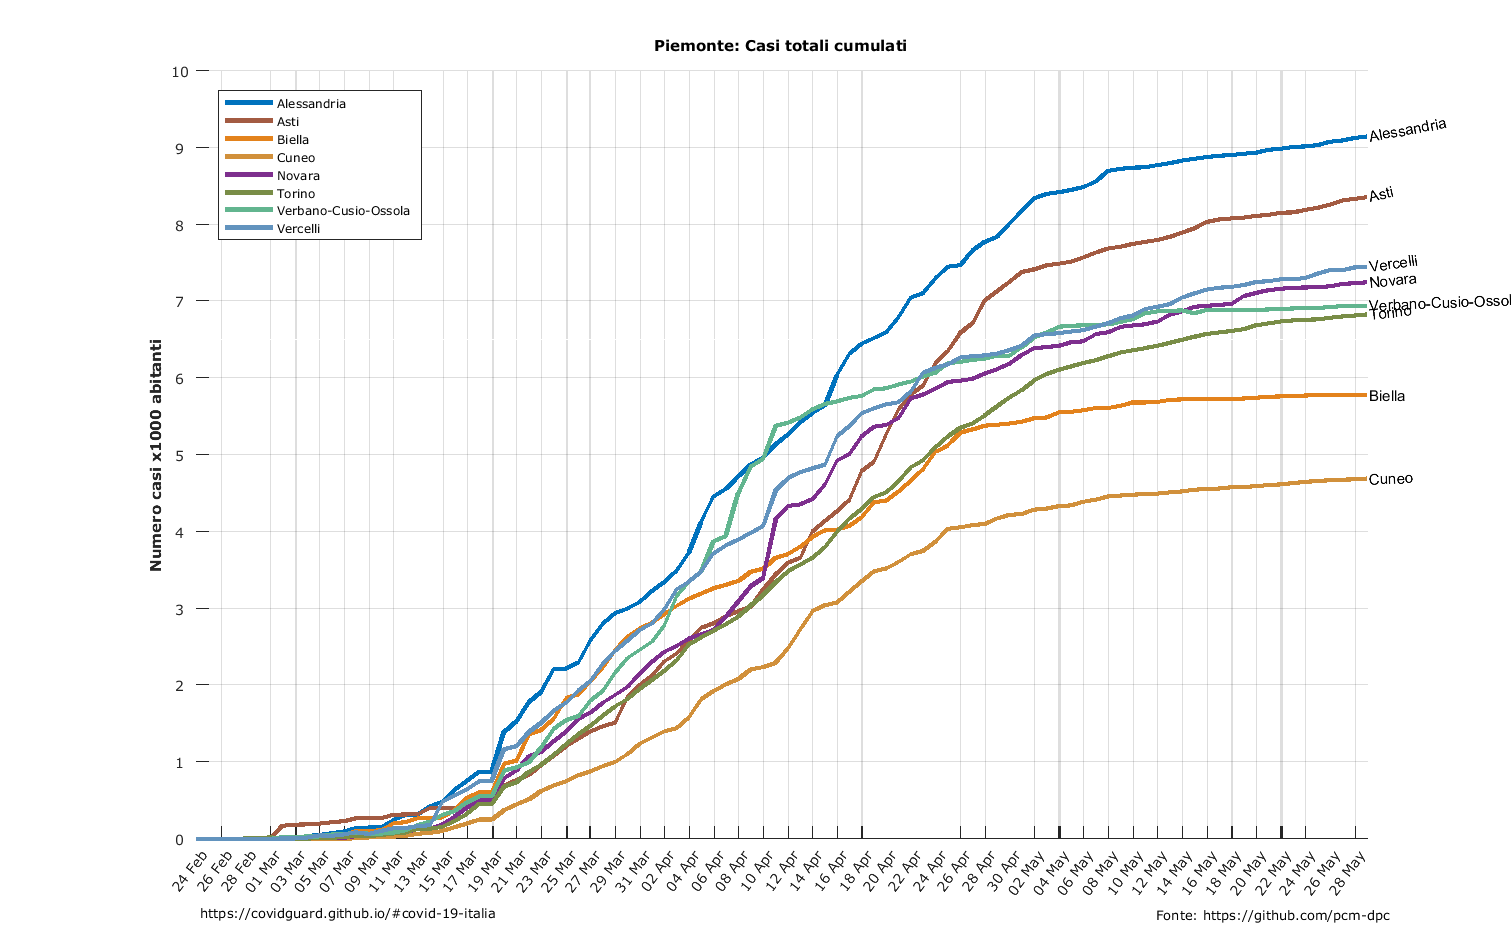 Piemonte: Casi totali cumulati
10
9
8
7
6
5
4
3
2
1
0
Numero casi x1000 abitanti
Alessandria
Asti
Biella
Cuneo
Novara
Torino
Verbano-Cusio-Ossola
Vercelli
Alessandria
Asti
Vercelli
Novara
Verbano-Cusio-Ossol
Torino
Biella
Cuneo
24 Feb
26 Feb
28 Feb
01 Mar
03 Mar
05 Mar
07 Mar
09 Mar
11 Mar
13 Mar
15 Mar
17 Mar
19 Mar
21 Mar
23 Mar
25 Mar
27 Mar
29 Mar
31 Mar
02 Apr
04 Apr
06 Apr
08 Apr
10 Apr
12 Apr
14 Apr
16 Apr
18 Apr
20 Apr
22 Apr
24 Apr
26 Apr
28 Apr
30 Apr
02 May
04 May
06 May
08 May
10 May
12 May
14 May
16 May
18 May
20 May
22 May
24 May
26 May
28 May
https://covidguard.github.io/#covid-19-italia
Fonte: https://github.com/pcm-dpc